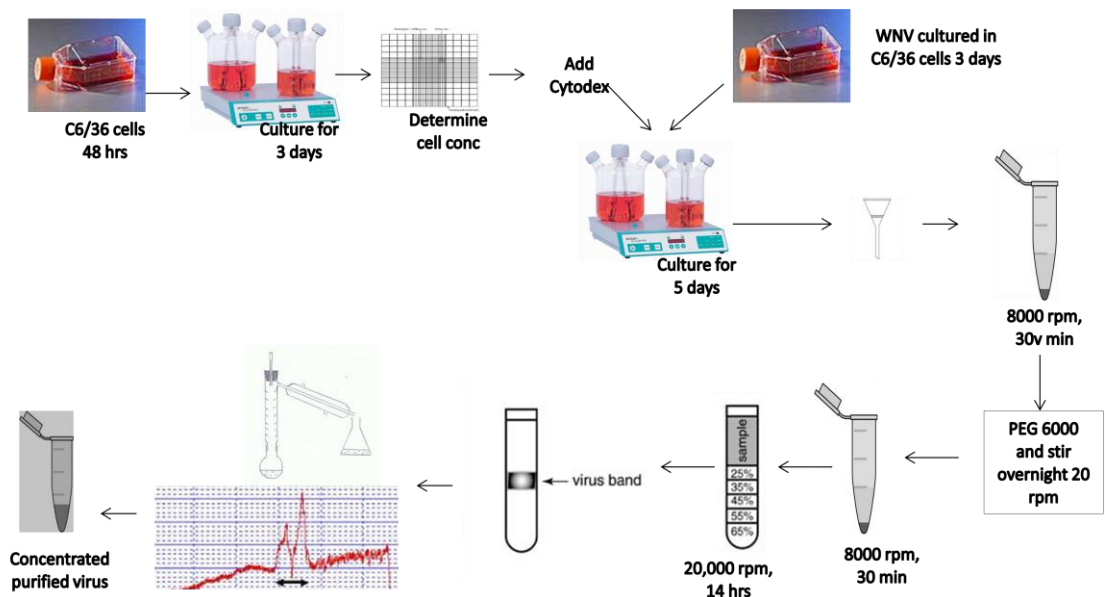 C6/36 cells
48 hrs
Culture for
3 days
Determine
cell conc
Add
Cytodex
WNV cultured in
C6/36 cells 3 days
Culture for
5 days
8000 rpm,
30v min
PEG 6000
and stir
overnight 20
rpm
8000 rpm,
30 min
sample
25%
35%
45%
55%
65%
20,000 rpm,
14 hrs
virus band
Concentrated
purified virus